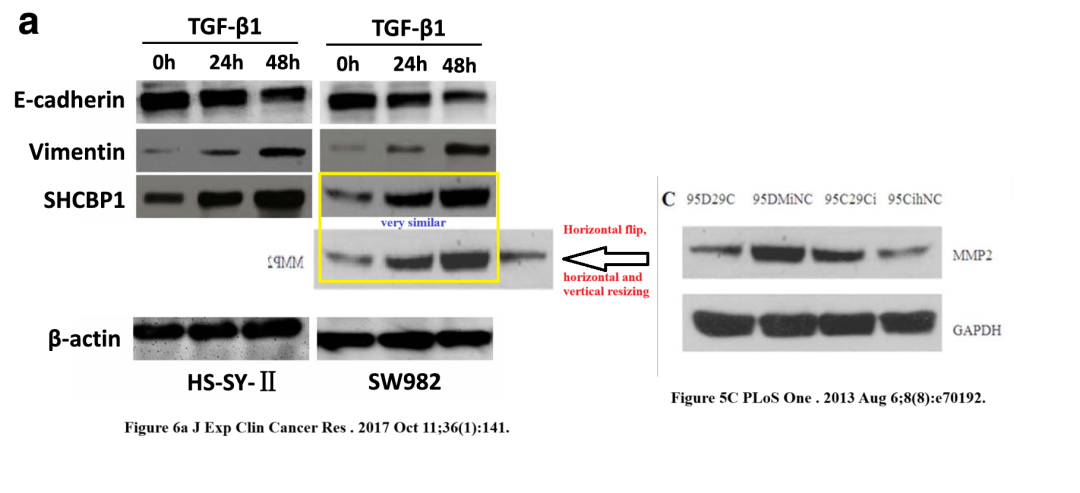 a
TGF-β1 TGF-β1
0h 24h 48h 0h 24h 48h
E-cadherin
Vimentin
SHCBP1
very similar
MMP2
Horizontal flip,
horizontal and
vertical resizing
β-actin
HS-SY-Ⅱ SW982
Figure 6a J Exp Clin Cancer Res . 2017 Oct 11;36(1):141.
C 95D29C 95DMiNC 95C29Ci 95CihNC
MMP2
GAPDH
Figure 5C PLoS One . 2013 Aug 6;8(8):e70192.